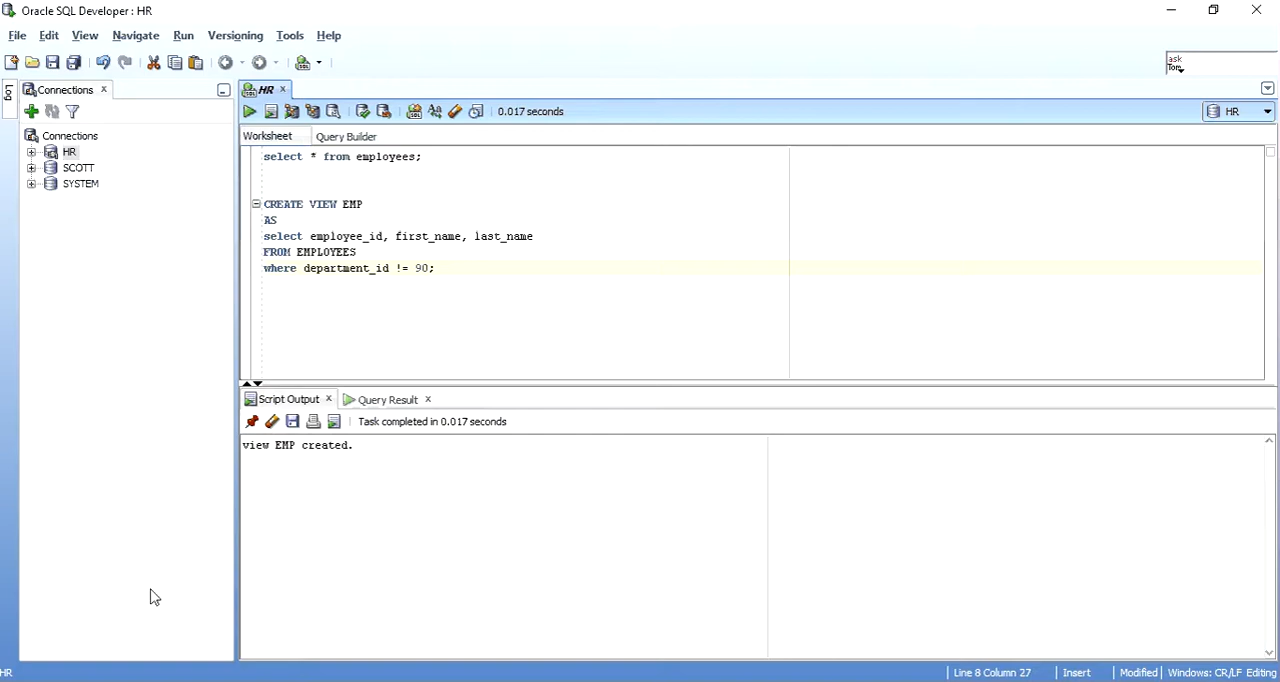 Oracle SQL Developer : HR
File Edit View Navigate Run Versioning Tools Help
ask
Tom
Log
Connections
HR
0.017 seconds
HR
Connections
HR
SCOTT
SYSTEM
Worksheet
Query Builder
select * from employees;
CREATE VIEW EMP
AS
select employee_id, first_name, last_name
FROM EMPLOYEES
where department_id != 90;
Script Output
Query Result
Task completed in 0.017 seconds
view EMP created.
HR
Line 8 Column 27
Insert
Modified
Windows: CR/LF Editing